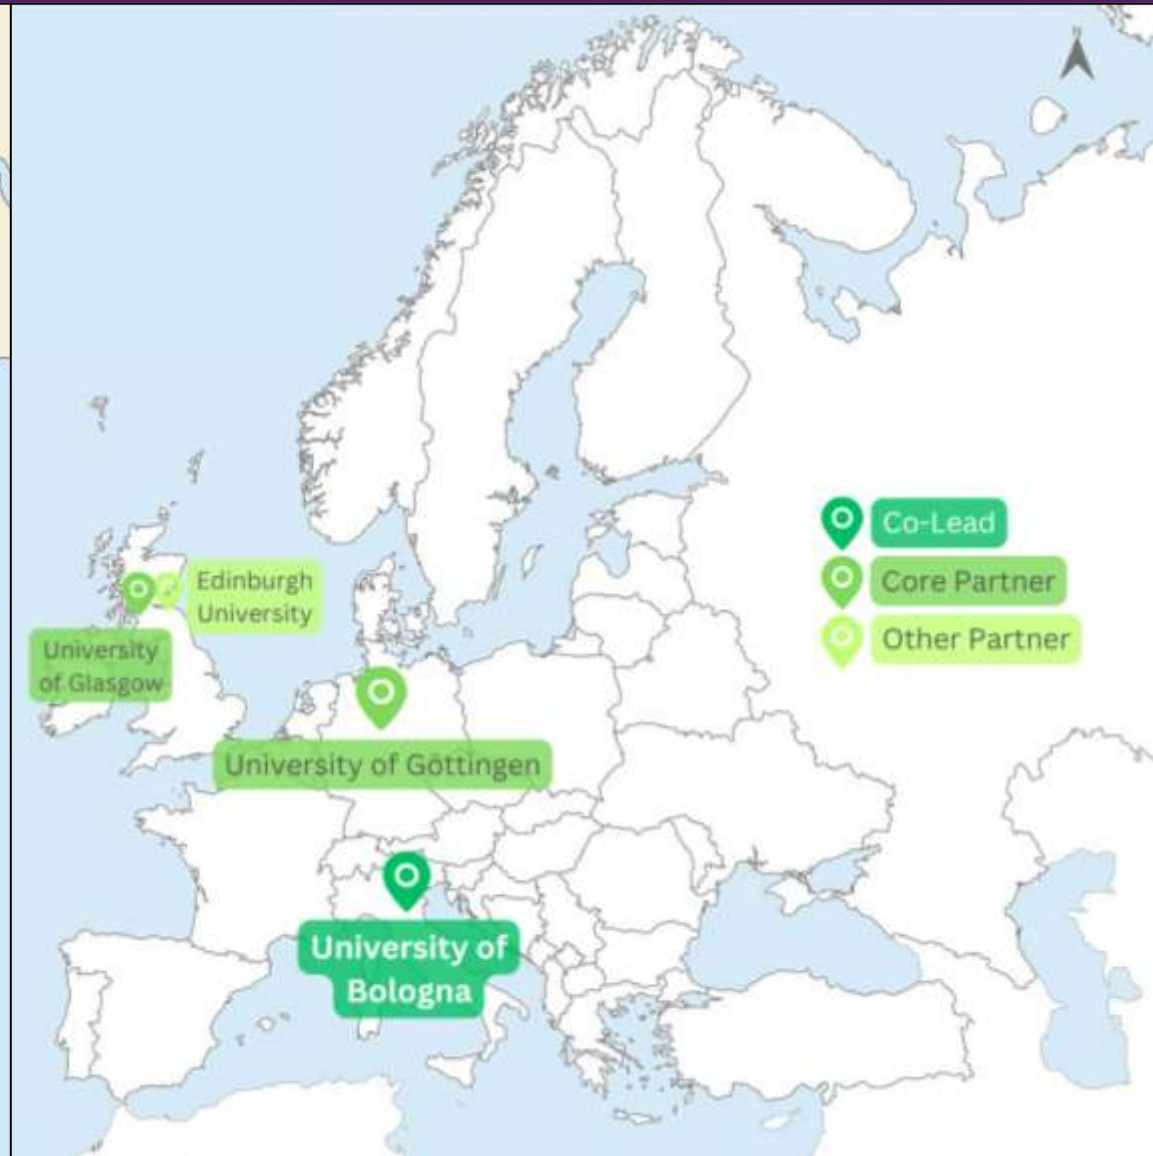 Co-Lead
Core Partner
Other Partner
Edinburgh
University
University
of Glasgow
University of Göttingen
University of
Bologna